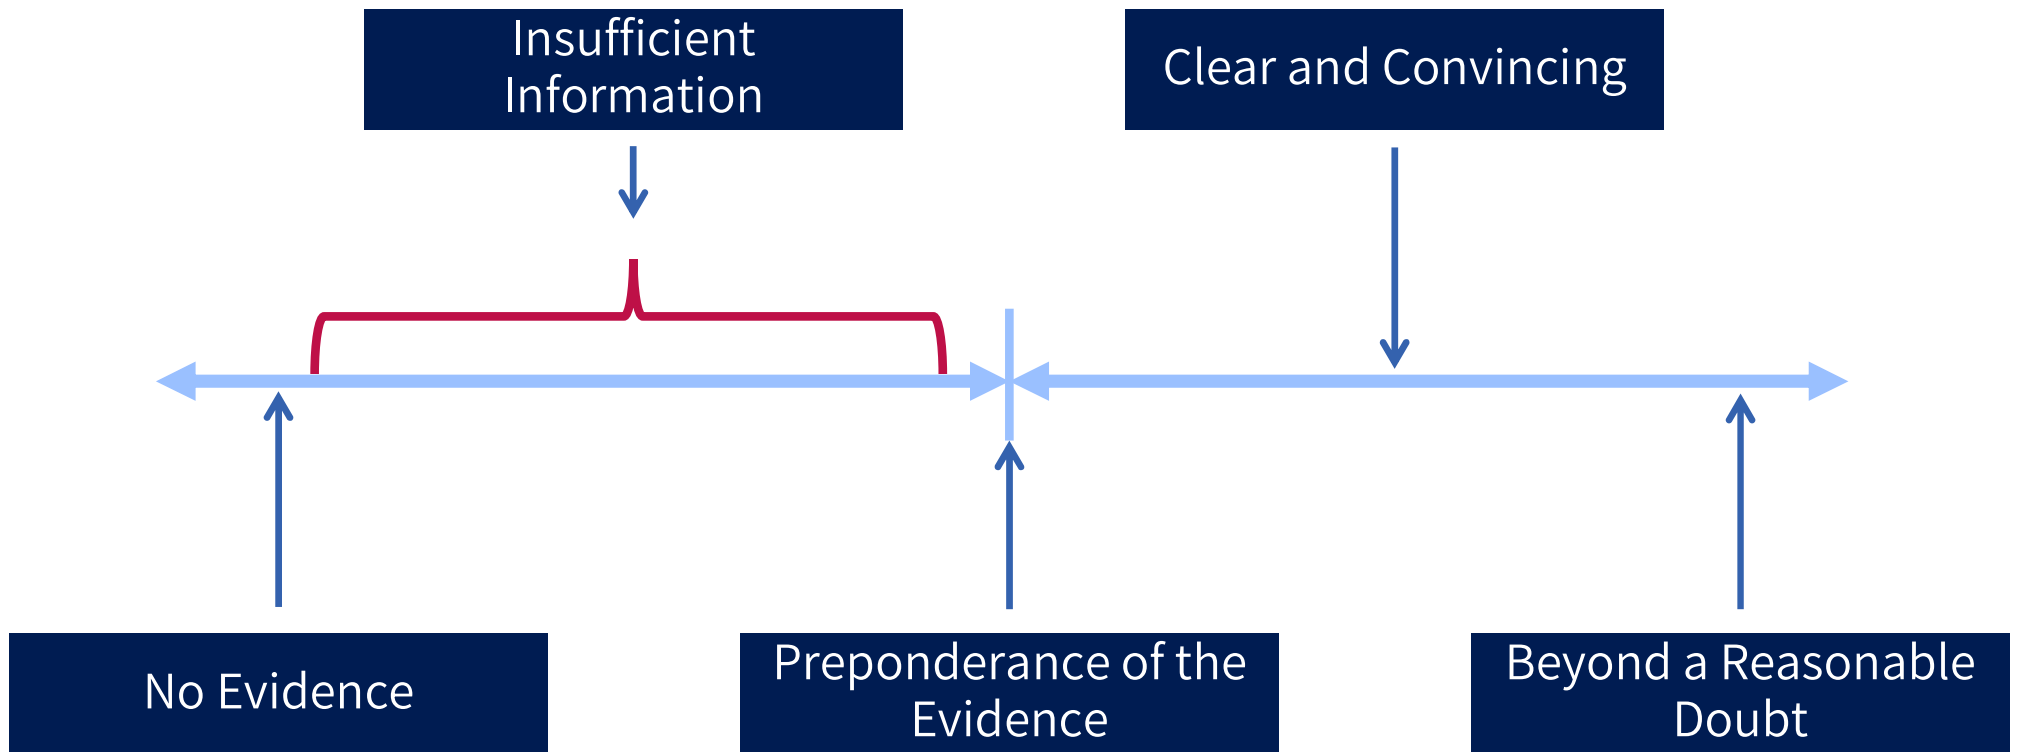 Insufficient
Information
Clear and Convincing
No Evidence
Preponderance of the
Evidence
Beyond a Reasonable
Doubt